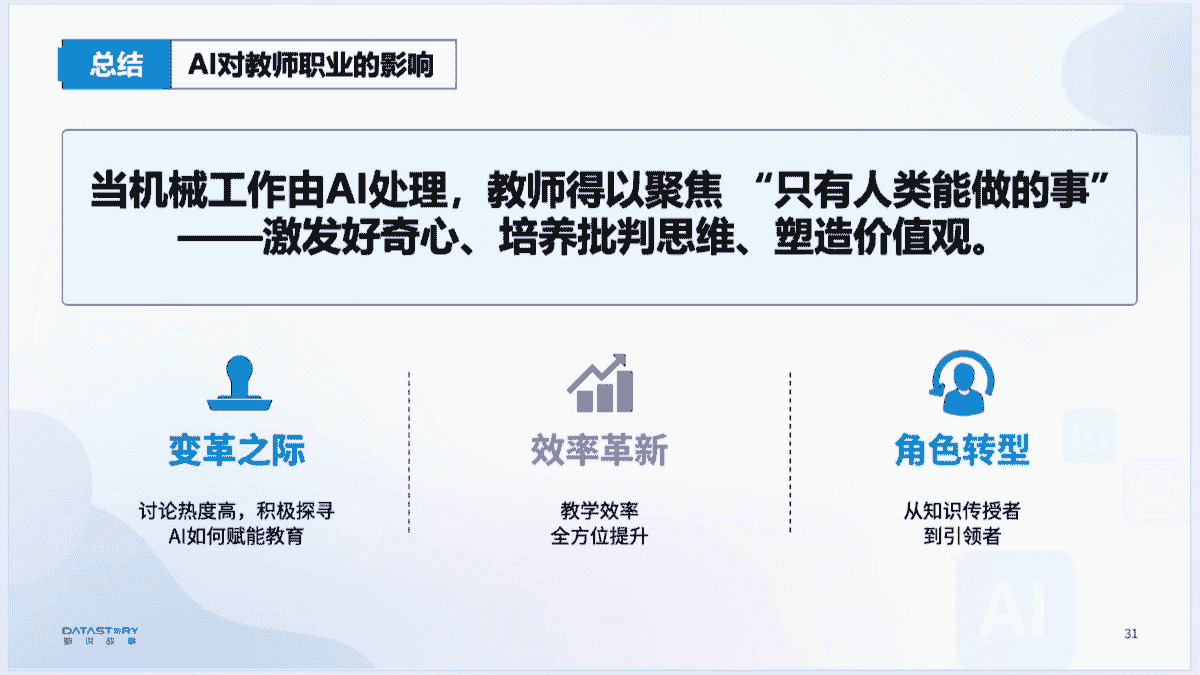 总结 AI对教师职业的影响
当机械工作由AI处理，教师得以聚焦 “只有人类能做的事”
——激发好奇心、培养批判思维、塑造价值观。
变革之际
讨论热度高，积极探寻
AI如何赋能教育
效率革新
教学效率
全方位提升
角色转型
从知识传授者
到引领者
AI
DATASTORY
数说故事
31